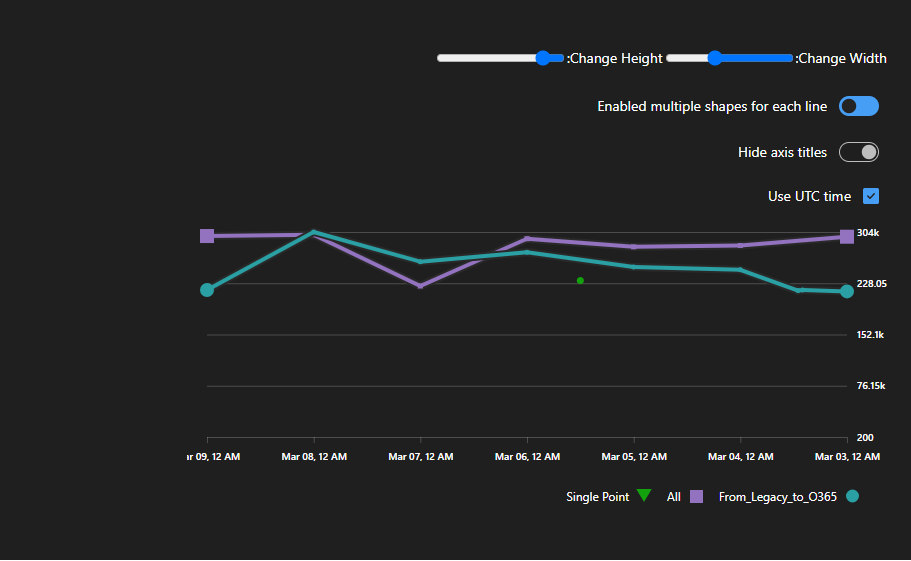 :Change Height :Change Width
Enabled multiple shapes for each line
Hide axis titles
Use UTC time
304k
228.05
152.1k
76.15k
200
ar 09, 12 AM Mar 08, 12 AM Mar 07, 12 AM Mar 06, 12 AM Mar 05, 12 AM Mar 04, 12 AM Mar 03, 12 AM
Single Point All From_Legacy_to_O365